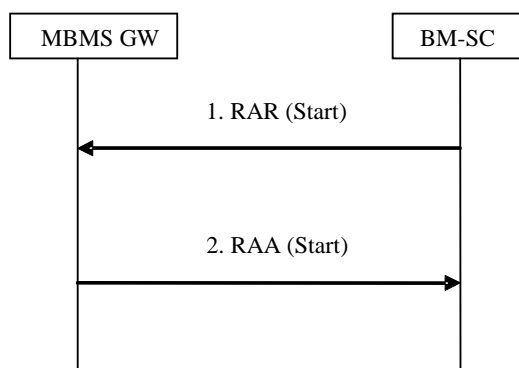 MBMS GW
BM-SC
1. RAR (Start)
2. RAA (Start)